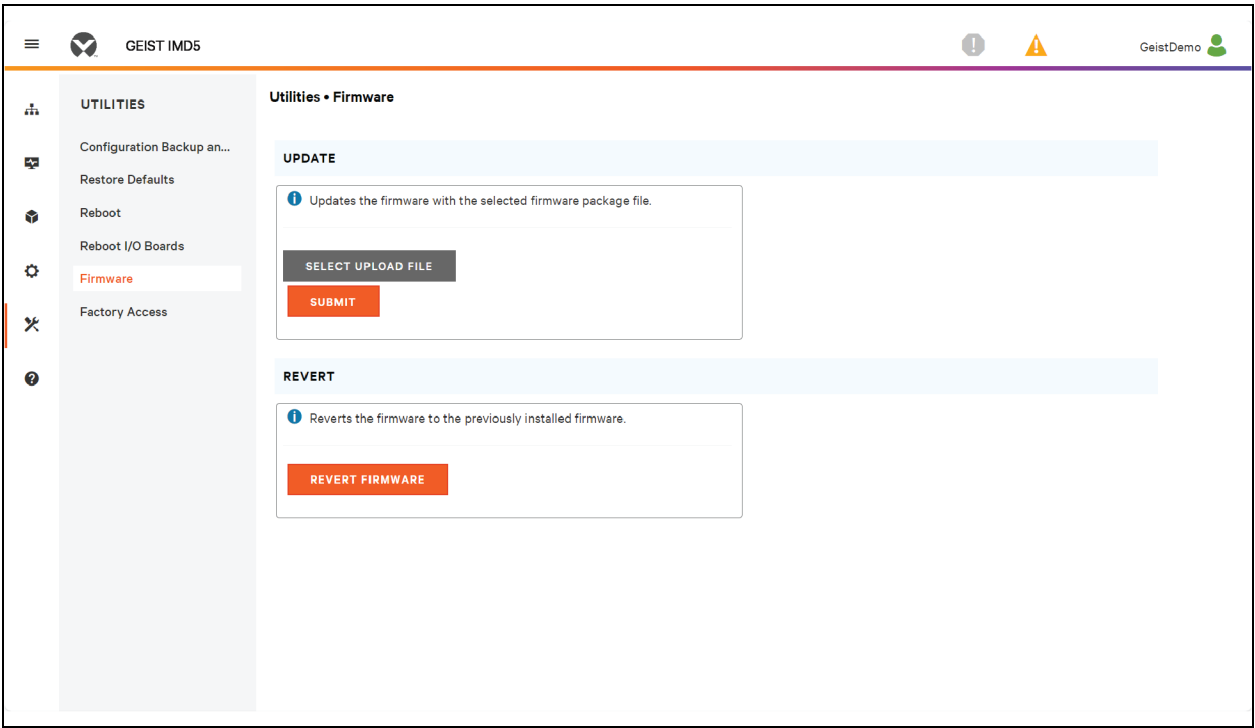 GEIST IMD5
GeistDemo
UTILITIES
Configuration Backup an...
Restore Defaults
Reboot
Reboot I/O Boards
Firmware
Factory Access
Utilities • Firmware
UPDATE
Updates the firmware with the selected firmware package file.
SELECT UPLOAD FILE
SUBMIT
REVERT
Reverts the firmware to the previously installed firmware.
REVERT FIRMWARE